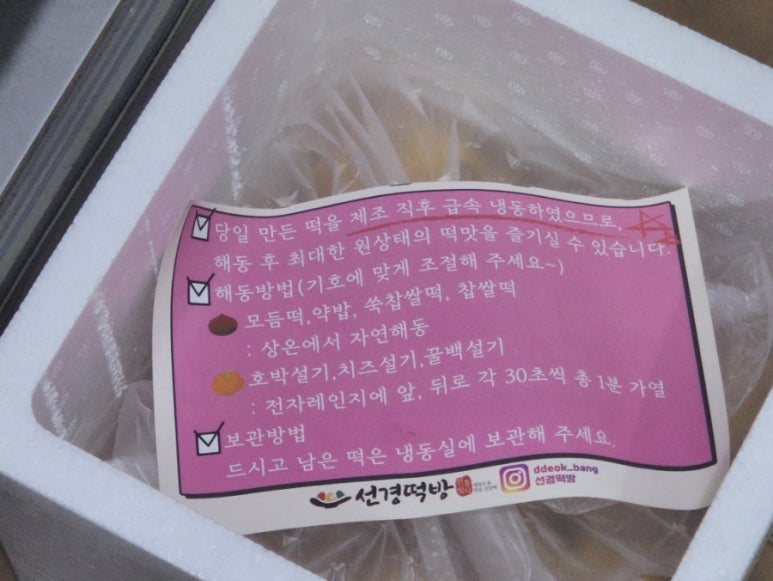 당일 만든 떡을 제조 직후 급속 냉동하였으므로,
해동 후 최대한 원상태의 떡맛을 즐기실 수 있습니다.
해동방법(기호에 맞게 조절해 주세요~)
모듬떡,약밥, 쑥찹쌀떡, 찹쌀떡
: 상온에서 자연해동
호박설기,치즈설기,꿀백설기
: 전자레인지에 앞, 뒤로 각 30초씩 총 1분 가열
보관방법
드시고 남은 떡은 냉동실에 보관해 주세요.
선경떡방
ddeok_bang
선경떡방